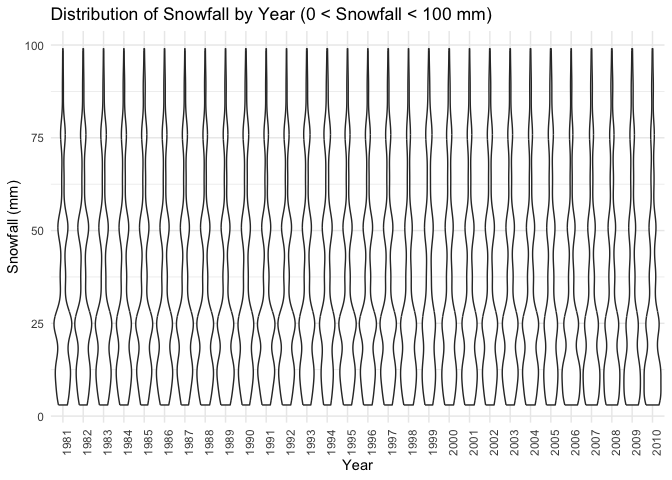 Distribution of Snowfall by Year (0 < Snowfall < 100 mm)
100
75
50
25
0
Snowfall (mm)
1981 1982 1983 1984 1985 1986 1987 1988 1989 1990 1991 1992 1993 1994 1995 1996 1997 1998 1999 2000 2001 2002 2003 2004 2005 2006 2007 2008 2009 2010
Year